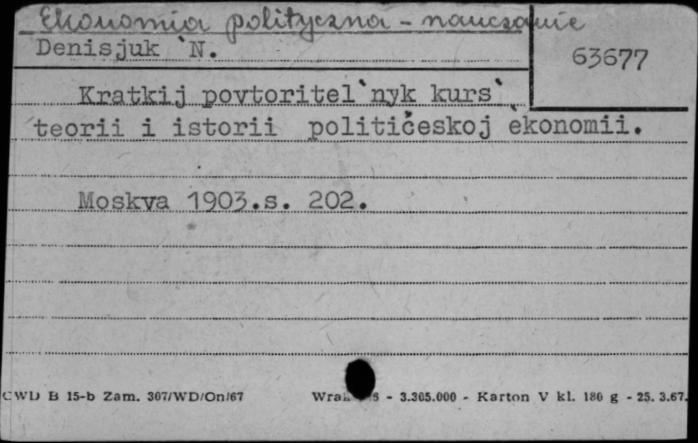 Ekonomia polityczna - nauczanie
Denisjuk N.
63677
Kratkij povtoritel`nyk kurs
teorii i istorii političeskoj ėkonomii.
Moskva 1903.s. 202.
CWD B 15-b Zam. 307/WD/On/67 - 3.305.000 - Karton V kl. 180 g - 25. 3.67.